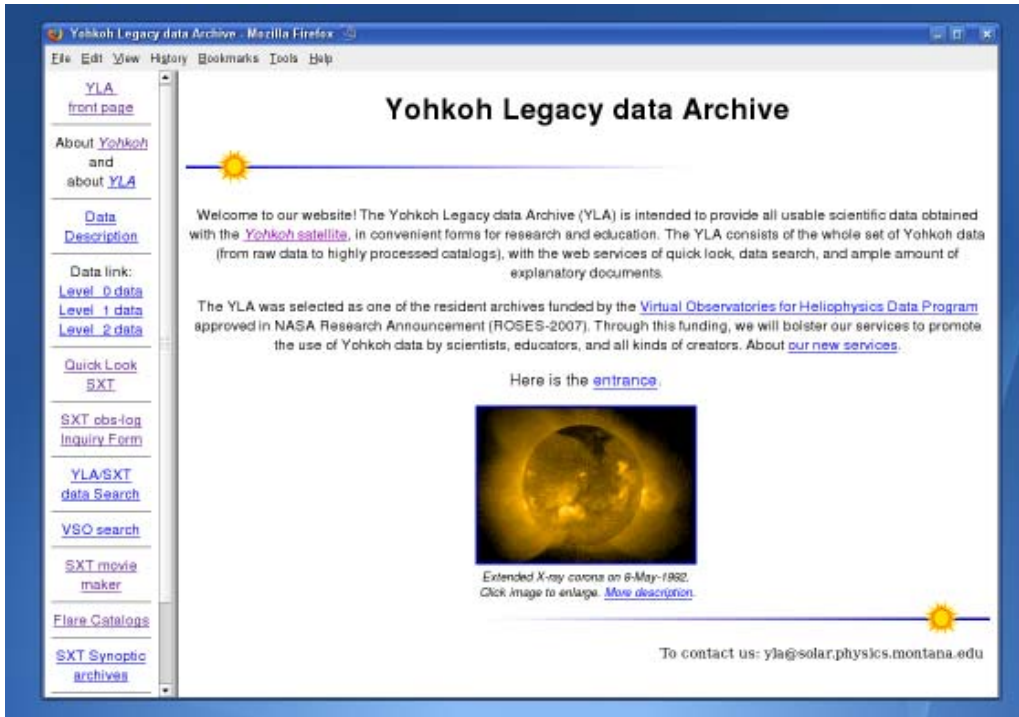 Yohkoh Legacy data Archive - Mozilla Firefox
File Edit View History Bookmarks Tools Help
YLA
front page
About Yohkoh
and
about YLA
Data
Description
Data link:
Level 0 data
Level 1 data
Level 2 data
Quick Look
SXT
SXT obs-log
Inquiry Form
YLA/SXT
data Search
VSO search
SXT movie
maker
Flare Catalogs
SXT Synoptic
archives
Yohkoh Legacy data Archive
Welcome to our website! The Yohkoh Legacy data Archive (YLA) is intended to provide all usable scientific data obtained
with the Yohkoh satellite, in convenient forms for research and education. The YLA consists of the whole set of Yohkoh data
(from raw data to highly processed catalogs), with the web services of quick look, data search, and ample amount of
explanatory documents.
The YLA was selected as one of the resident archives funded by the Virtual Observatories for Heliophysics Data Program
approved in NASA Research Announcement (ROSES-2007). Through this funding, we will bolster our services to promote
the use of Yohkoh data by scientists, educators, and all kinds of creators. About our new services.
Here is the entrance.
Extended X-ray corona on 8-May-1992.
Click image to enlarge. More description.
To contact us: yla@solar.physics.montana.edu